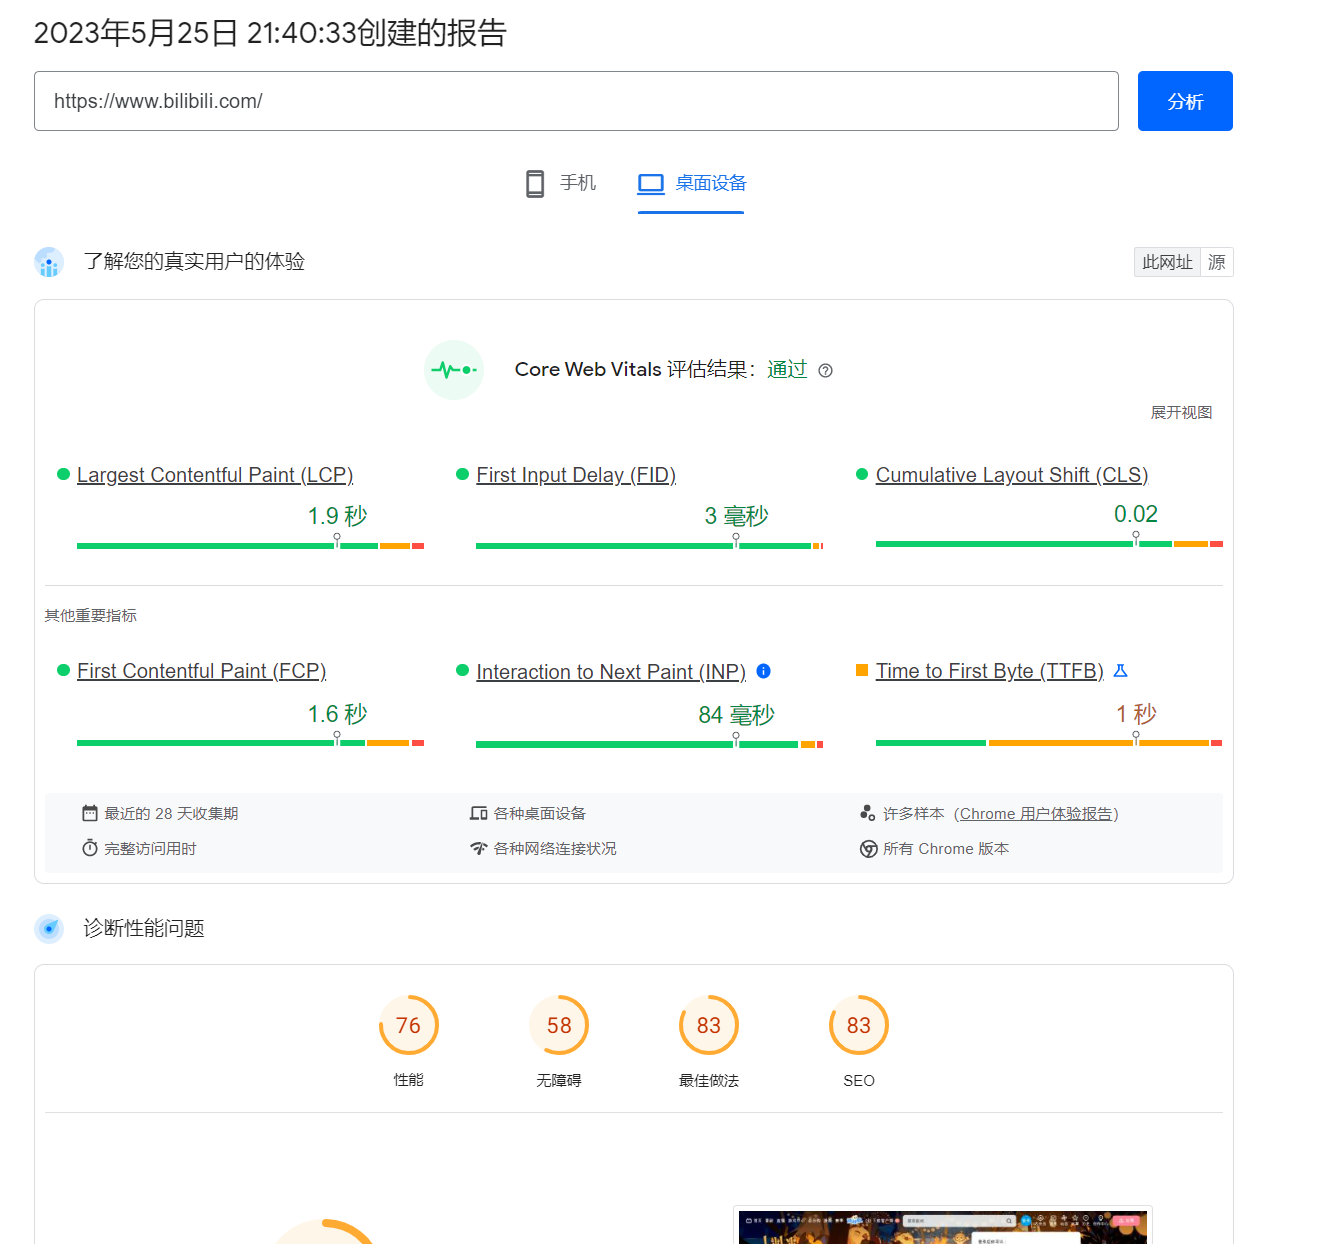 2023年5月25日 21:40:33创建的报告
https://www.bilibili.com/
分析
手机
桌面设备
了解您的真实用户的体验
此网址 源
Core Web Vitals 评估结果：通过
展开视图
Largest Contentful Paint (LCP)
1.9 秒
First Input Delay (FID)
3 毫秒
Cumulative Layout Shift (CLS)
0.02
其他重要指标
First Contentful Paint (FCP)
1.6 秒
Interaction to Next Paint (INP)
84 毫秒
Time to First Byte (TTFB)
1 秒
最近的 28 天收集期
各种桌面设备
许多样本（Chrome 用户体验报告）
完整访问用时
各种网络连接状况
所有 Chrome 版本
诊断性能问题
76
性能
58
无障碍
83
最佳做法
83
SEO